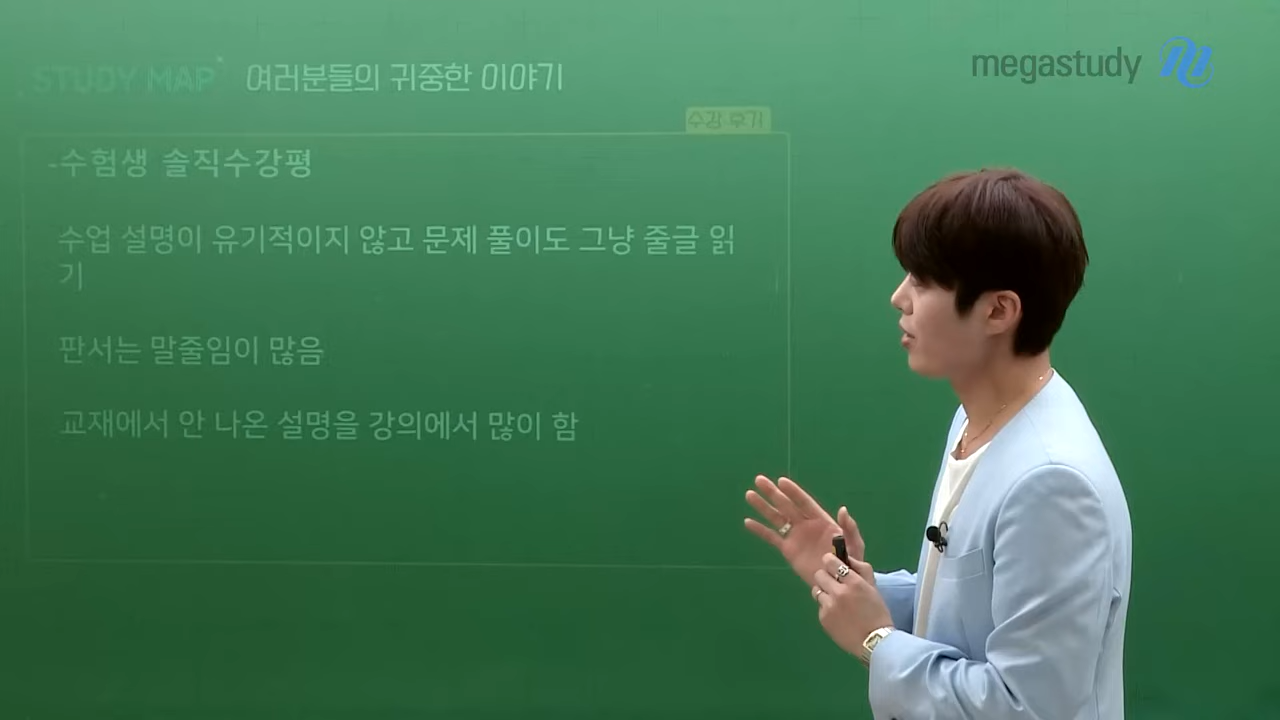 STUDY MAP 여러분들의 귀중한 이야기
megastudy
수강 후기
-수험생 솔직수강평
수업 설명이 유기적이지 않고 문제 풀이도 그냥 줄글 읽
기
판서는 말줄임이 많음
교재에서 안 나온 설명을 강의에서 많이 함